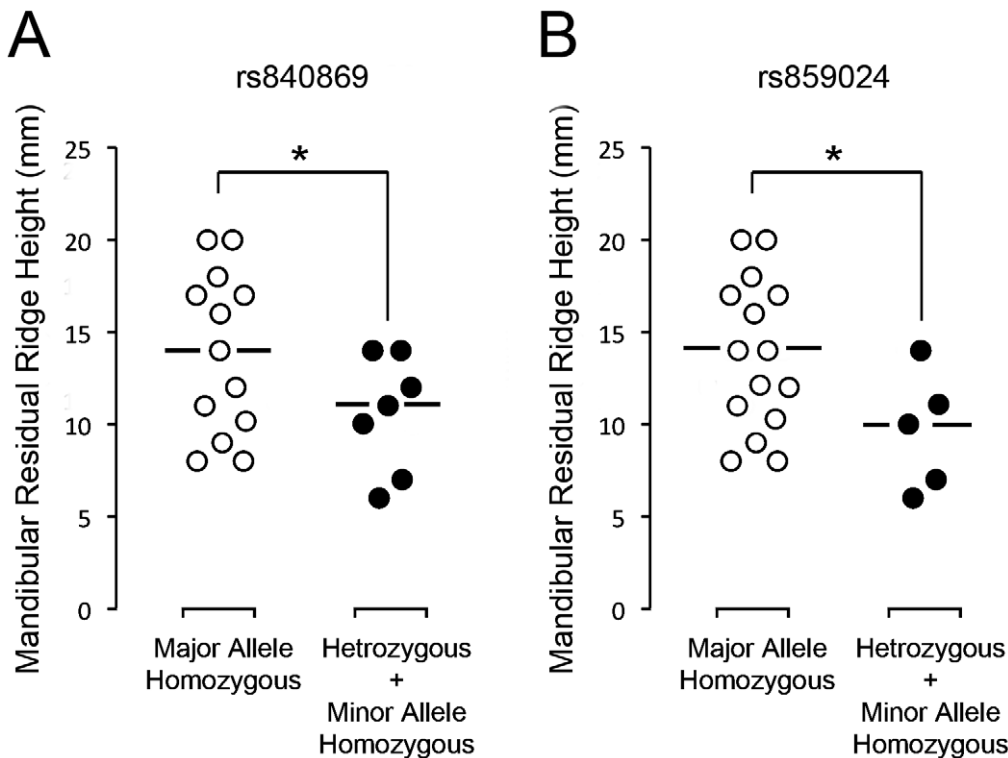 A
rs840869
Mandibular Residual Ridge Height (mm)
25
20
15
10
5
0
*
Major Allele
Homozygous
Hetrozygous
+
Minor Allele
Homozygous
B
rs859024
Mandibular Residual Ridge Height (mm)
25
20
15
10
5
0
*
Major Allele
Homozygous
Hetrozygous
+
Minor Allele
Homozygous